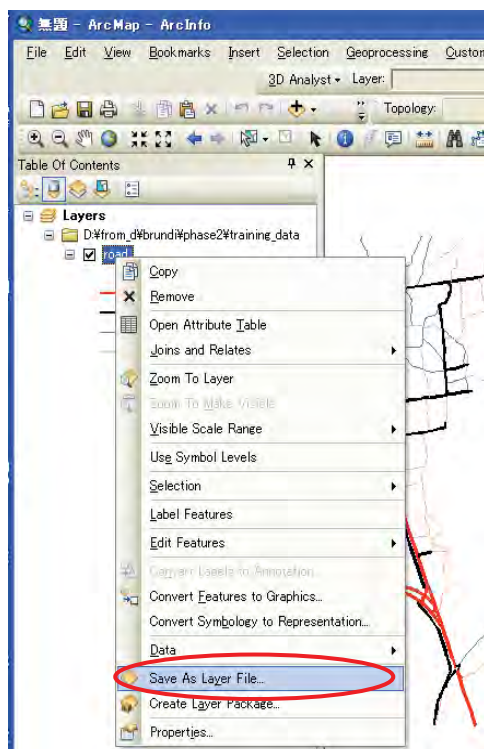 無題 - ArcMap - ArcInfo
File Edit View Bookmarks Insert Selection Geoprocessing Custom
3D Analyst Layer:
Topology
Table Of Contents
Layers
D:¥from_d¥brundi¥phase2¥training_data
road
Copy
Remove
Open Attribute Table
Joins and Relates
Zoom To Layer
Zoom To Make Visible
Visible Scale Range
Use Symbol Levels
Selection
Label Features
Edit Features
Convert Labels to Annotation...
Convert Features to Graphics...
Convert Symbology to Representation...
Data
Save As Layer File...
Create Layer Package...
Properties...